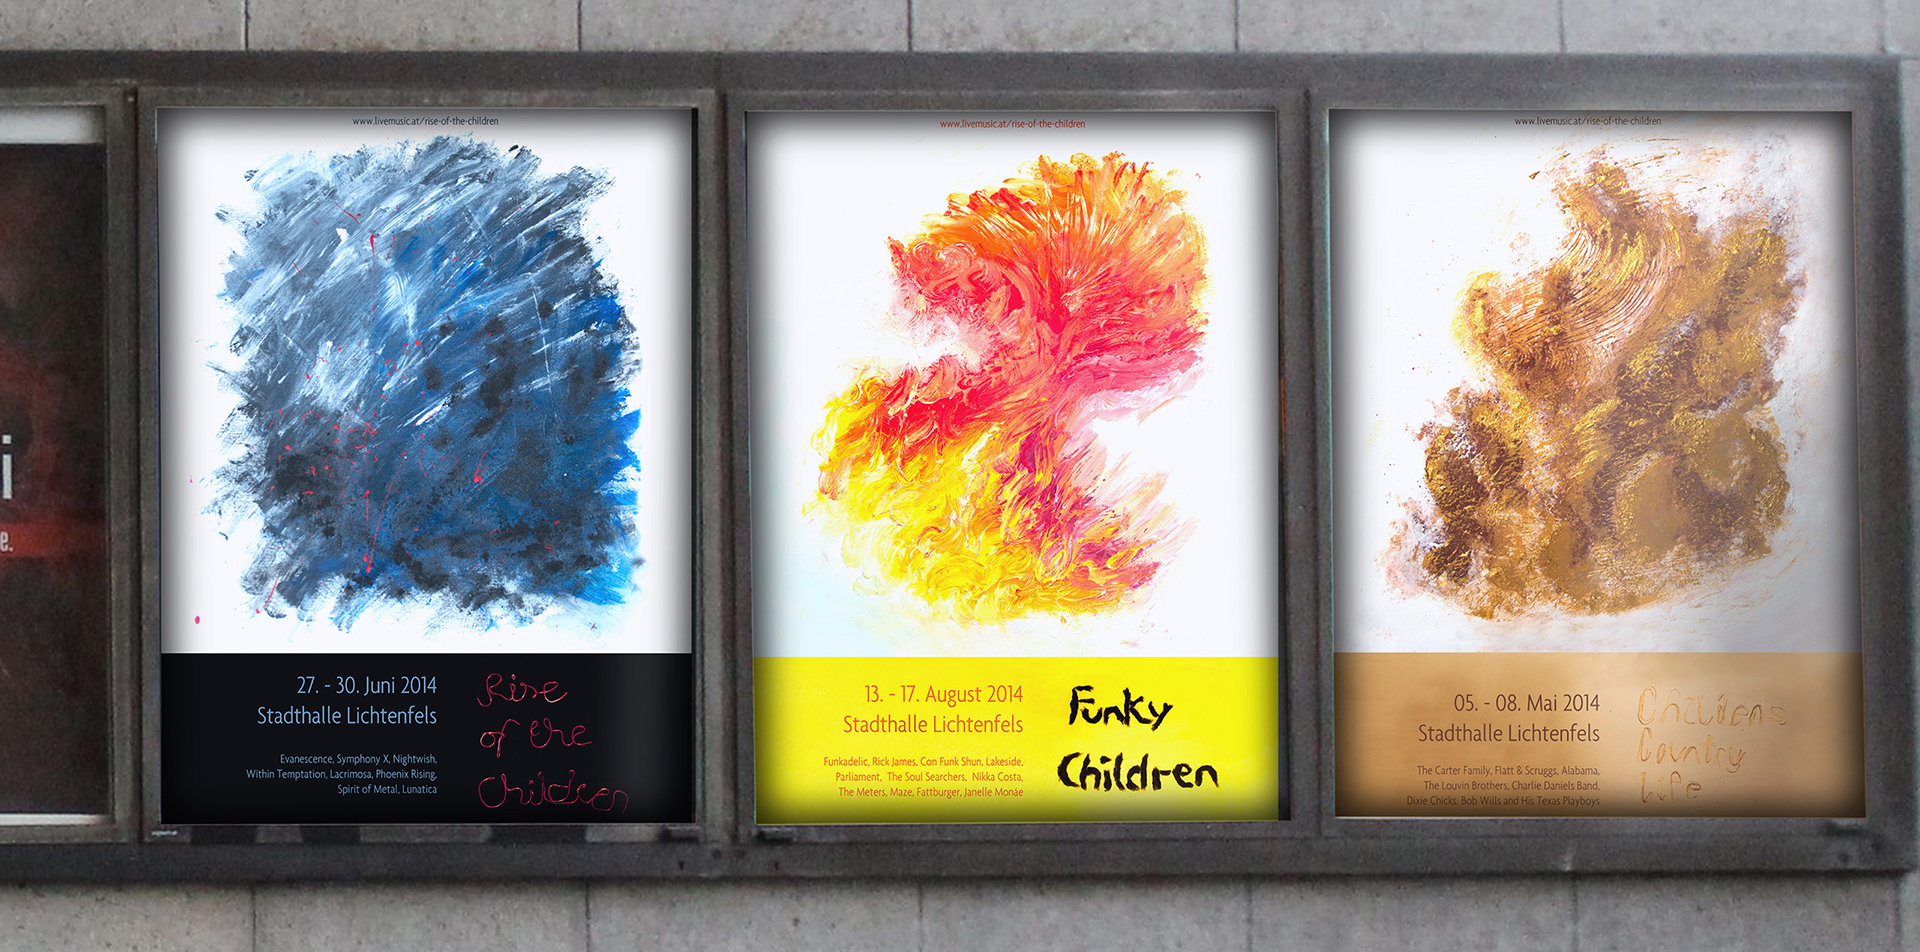 i
e.
www.livemusic.at/rise-of-the-children
27. - 30. Juni 2014
Stadthalle Lichtenfels
Evanescence, Symphony X, Nightwish,
Within Temptation, Lacrimosa, Phoenix Rising,
Spirit of Metal, Lunatica
Rise
of the
Children
www.livemusic.at/rise-of-the-children
13. - 17. August 2014
Stadthalle Lichtenfels
Funkadelic, Rick James, Con Funk Shun, Lakeside,
Parliament, The Soul Searchers, Nikka Costa,
The Meters, Maze, Fattburger, Janelle Monáe
Funky
Children
www.livemusic.at/rise-of-the-children
05. - 08. Mai 2014
Stadthalle Lichtenfels
The Carter Family, Flatt & Scruggs, Alabama,
The Louvin Brothers, Charlie Daniels Band,
Dixie Chicks, Bob Wills and His Texas Playboys
Country
Life